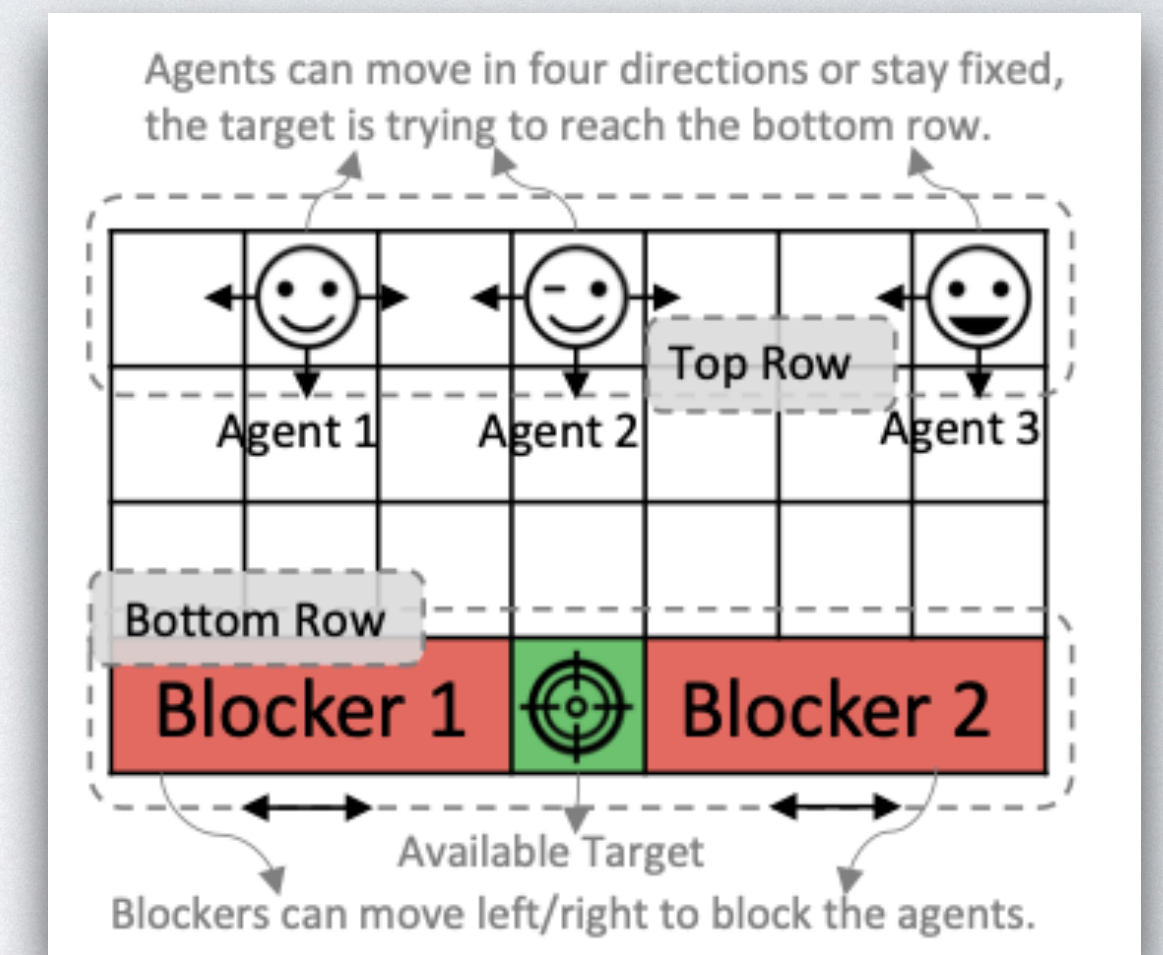 Agents can move in four directions or stay fixed,
the target is trying to reach the bottom row.
Top Row
Agent 1
Agent 2
Agent 3
Bottom Row
Blocker 1
Blocker 2
Available Target
Blockers can move left/right to block the agents.